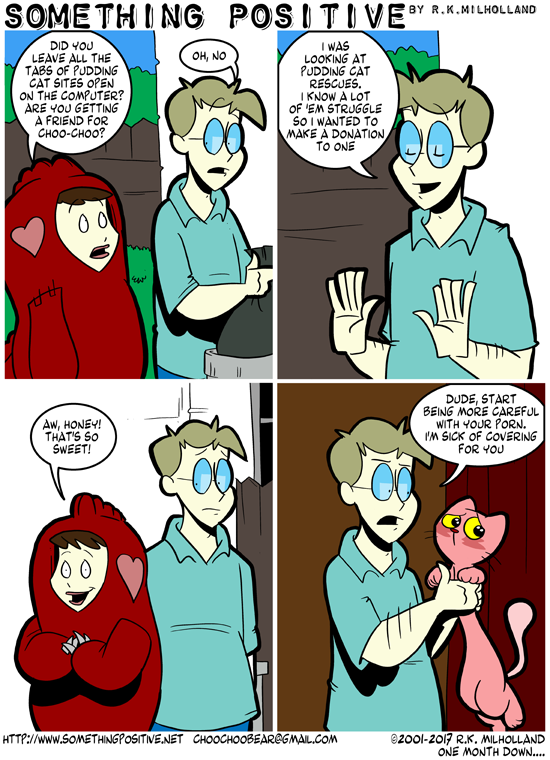 SOMETHING POSITIVE BY R.K.MILHOLLAND
DID YOU
LEAVE ALL THE
TABS OF PUDDING
CAT SITES OPEN
ON THE COMPUTER?
ARE YOU GETTING
A FRIEND FOR
CHOO-CHOO?
OH, NO
I WAS
LOOKING AT
PUDDING CAT
RESCUES.
I KNOW A LOT
OF 'EM STRUGGLE
SO I WANTED TO
MAKE A DONATION
TO ONE
AW, HONEY!
THAT'S SO
SWEET!
DUDE, START
BEING MORE CAREFUL
WITH YOUR PORN.
I'M SICK OF COVERING
FOR YOU
HTTP://WWW.SOMETHINGPOSITIVE.NET CHOOCHOOBEAR@GMAIL.COM
©2001-2017 R.K. MILHOLLAND
ONE MONTH DOWN....